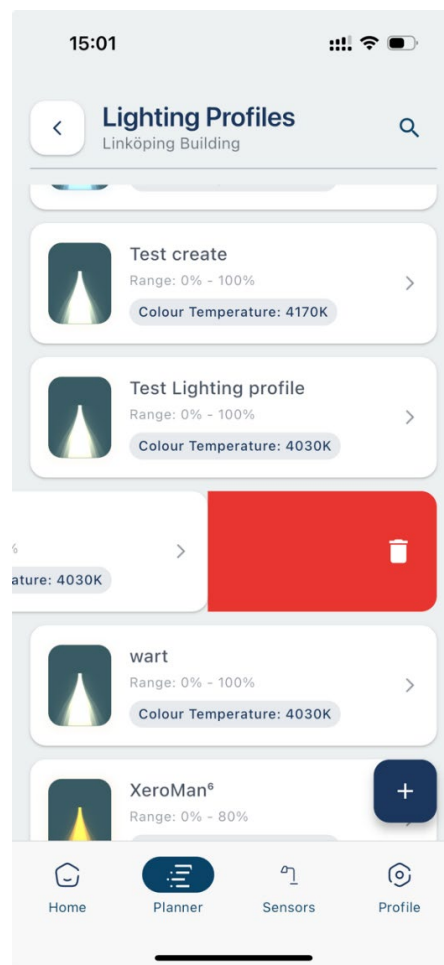 15:01
Lighting Profiles
Linköping Building
Test create
Range: 0% - 100%
Colour Temperature: 4170K
Test Lighting profile
Range: 0% - 100%
Colour Temperature: 4030K
%
ature: 4030K
wart
Range: 0% - 100%
Colour Temperature: 4030K
XeroMan⁶
Range: 0% - 80%
+
Home
Planner
Sensors
Profile